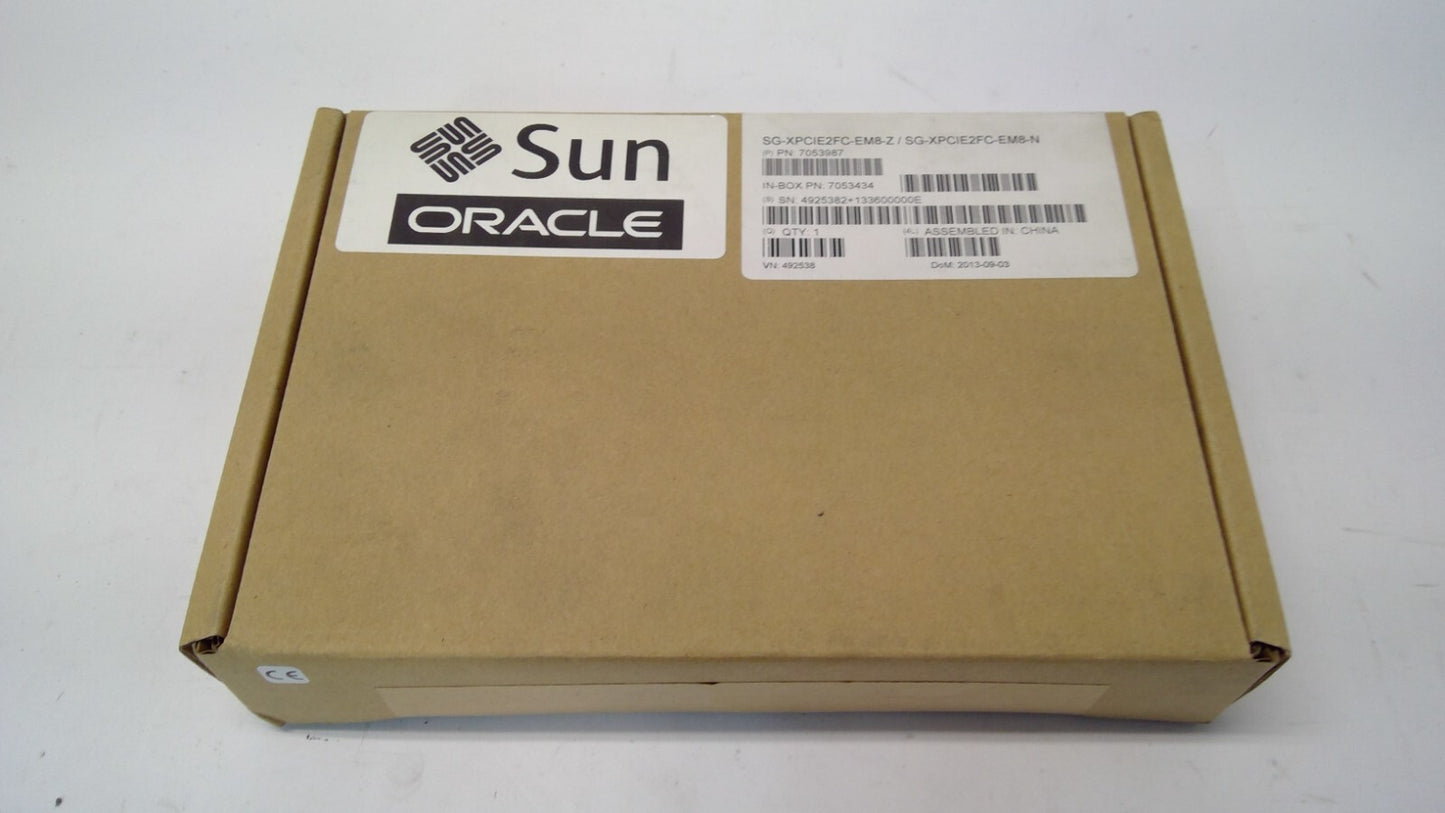 Sun
ORACLE
SG-XPCIE2FC-EM8-Z / SG-XPCIE2FC-EM8-N
(P) PN: 7053987
IN-BOX PN: 7053434
(S) SN: 4925382+133600000E
(Q) QTY: 1
(4L) ASSEMBLED IN: CHINA
VN: 492538
DoM: 2013-09-03
CE